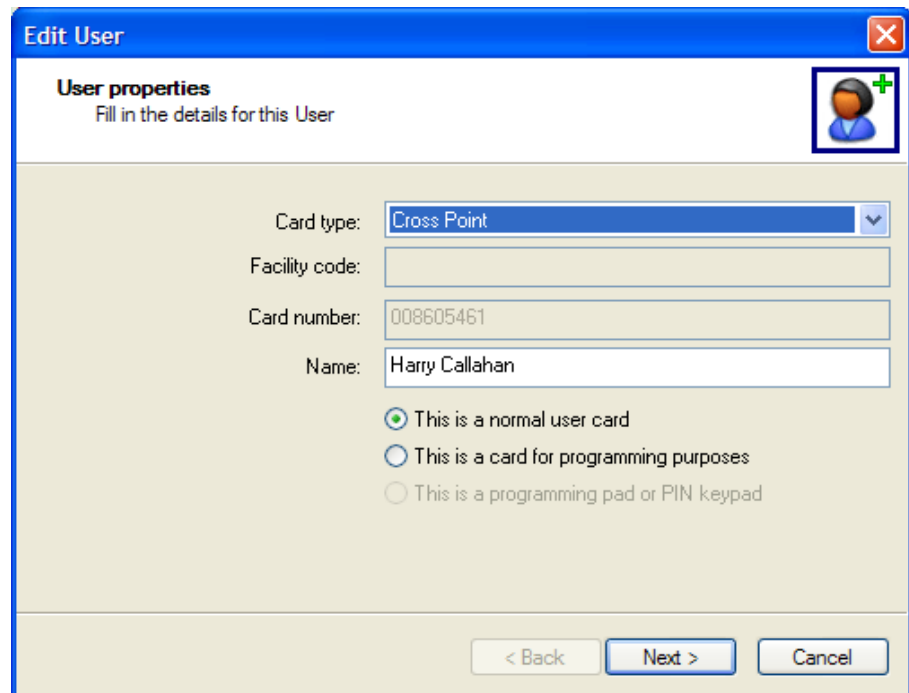 Edit User
User properties
Fill in the details for this User
Card type: Cross Point
Facility code:
Card number: 008605461
Name: Harry Callahan
This is a normal user card
This is a card for programming purposes
This is a programming pad or PIN keypad
< Back Next > Cancel